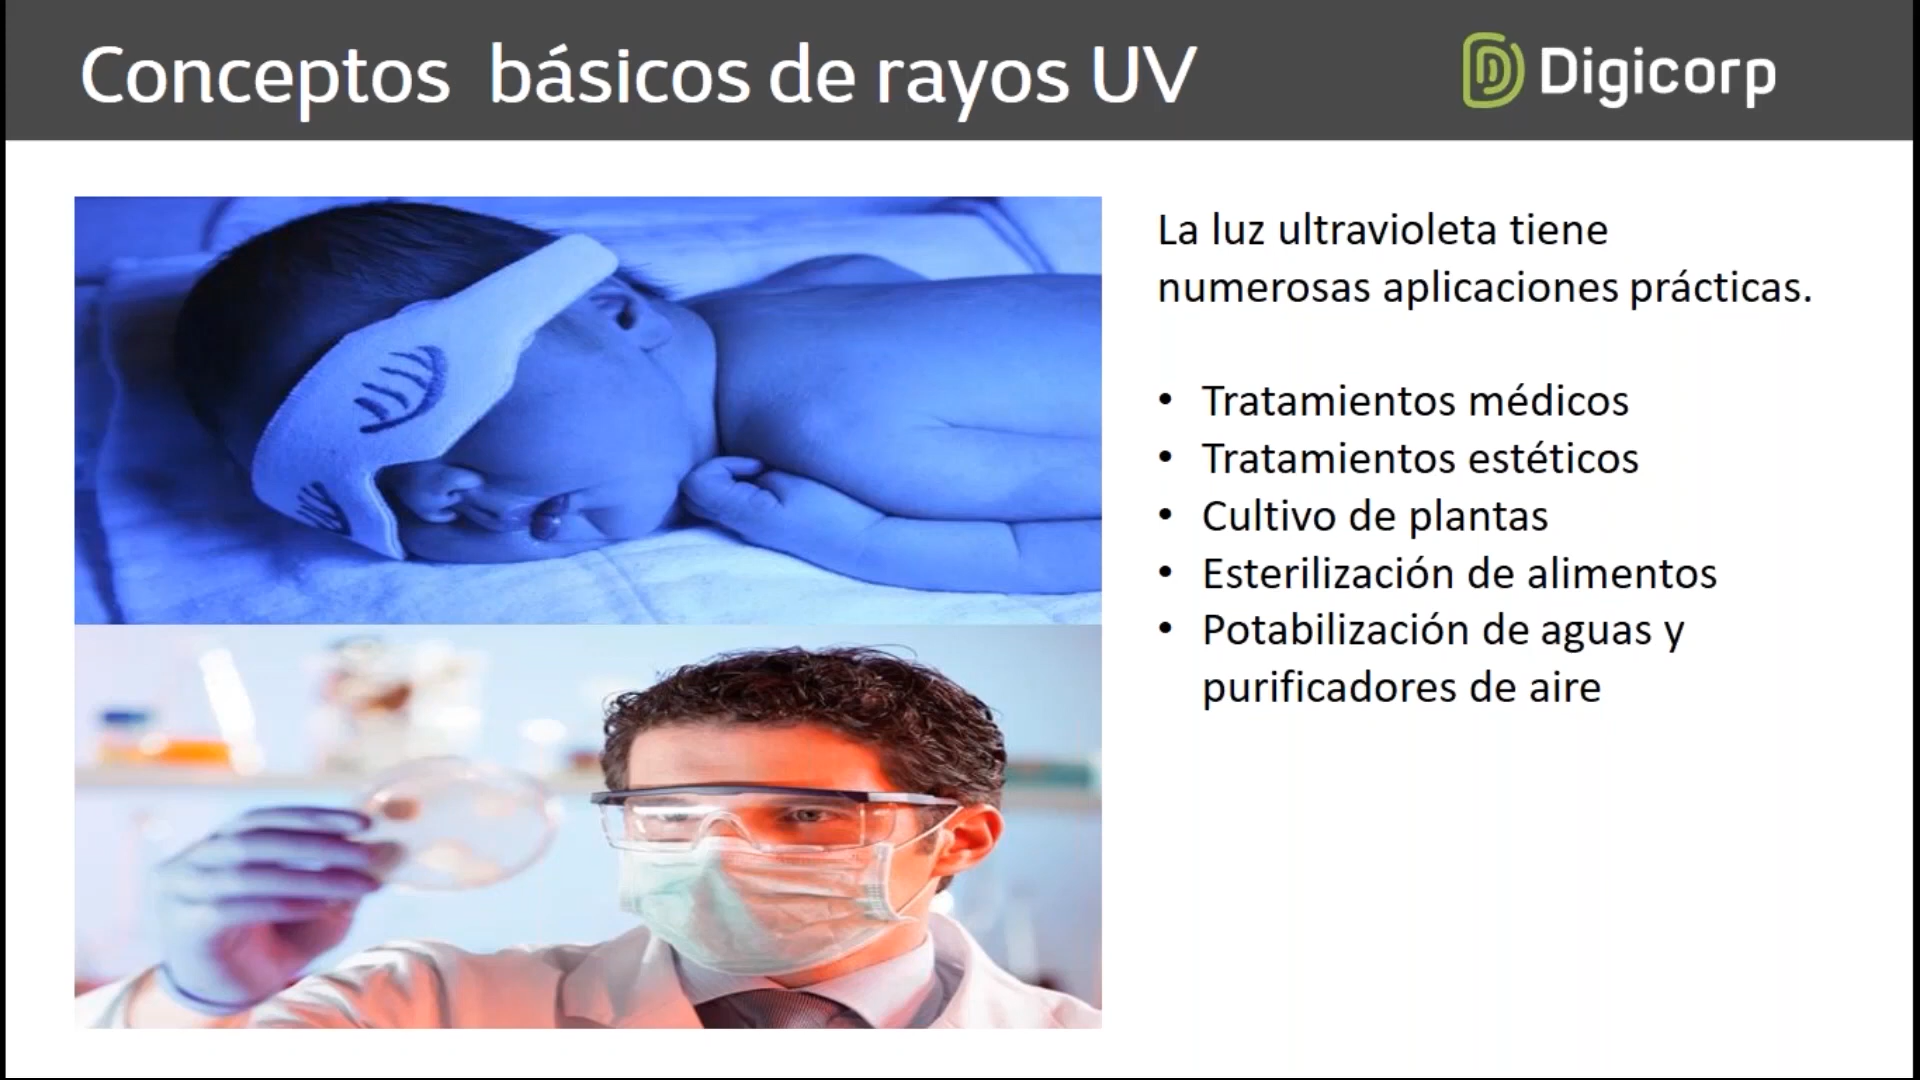 Conceptos básicos de rayos UV
Digicorp
La luz ultravioleta tiene
numerosas aplicaciones prácticas.
• Tratamientos médicos
• Tratamientos estéticos
• Cultivo de plantas
• Esterilización de alimentos
• Potabilización de aguas y
purificadores de aire